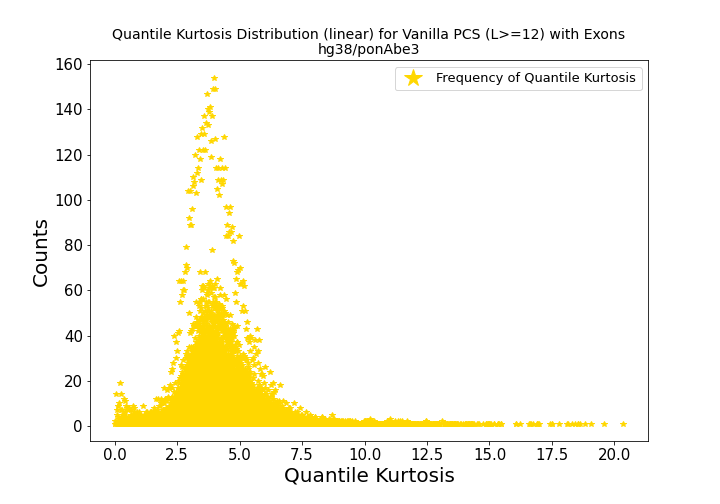 Quantile Kurtosis Distribution (linear) for Vanilla PCS (L>=12) with Exons
hg38/ponAbe3
Frequency of Quantile Kurtosis
160
140
120
100
80
60
40
20
0
Counts
0.0 2.5 5.0 7.5 10.0 12.5 15.0 17.5 20.0
Quantile Kurtosis